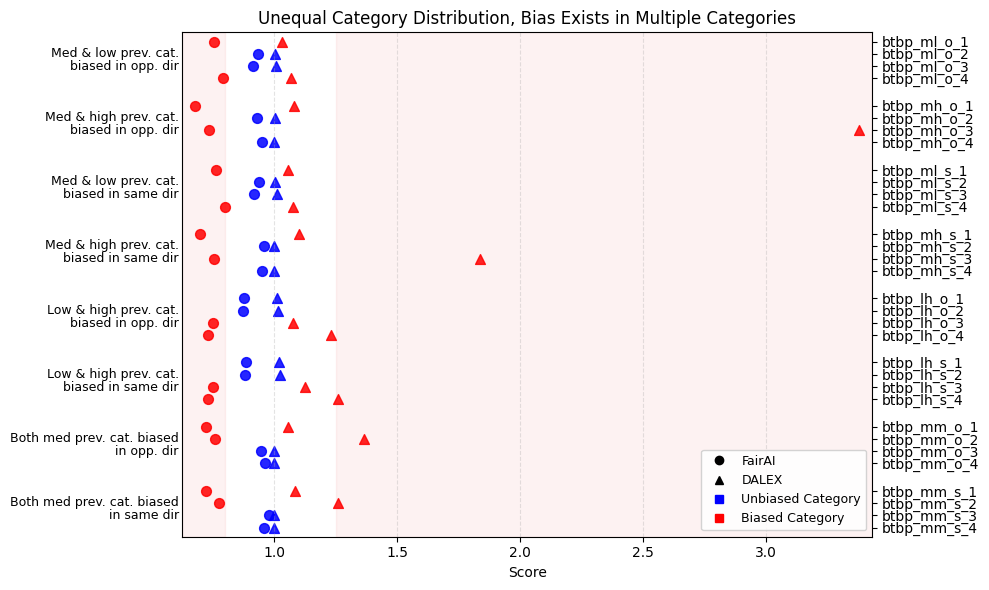 Unequal Category Distribution, Bias Exists in Multiple Categories
Med & low prev. cat.
biased in opp. dir
btbp_ml_o_1
btbp_ml_o_2
btbp_ml_o_3
btbp_ml_o_4
Med & high prev. cat.
biased in opp. dir
btbp_mh_o_1
btbp_mh_o_2
btbp_mh_o_3
btbp_mh_o_4
Med & low prev. cat.
biased in same dir
btbp_ml_s_1
btbp_ml_s_2
btbp_ml_s_3
btbp_ml_s_4
Med & high prev. cat.
biased in same dir
btbp_mh_s_1
btbp_mh_s_2
btbp_mh_s_3
btbp_mh_s_4
Low & high prev. cat.
biased in opp. dir
btbp_lh_o_1
btbp_lh_o_2
btbp_lh_o_3
btbp_lh_o_4
Low & high prev. cat.
biased in same dir
btbp_lh_s_1
btbp_lh_s_2
btbp_lh_s_3
btbp_lh_s_4
Both med prev. cat. biased
in opp. dir
btbp_mm_o_1
btbp_mm_o_2
btbp_mm_o_3
btbp_mm_o_4
Both med prev. cat. biased
in same dir
btbp_mm_s_1
btbp_mm_s_2
btbp_mm_s_3
btbp_mm_s_4
FairAI
DALEX
Unbiased Category
Biased Category
1.0 1.5 2.0 2.5 3.0
Score